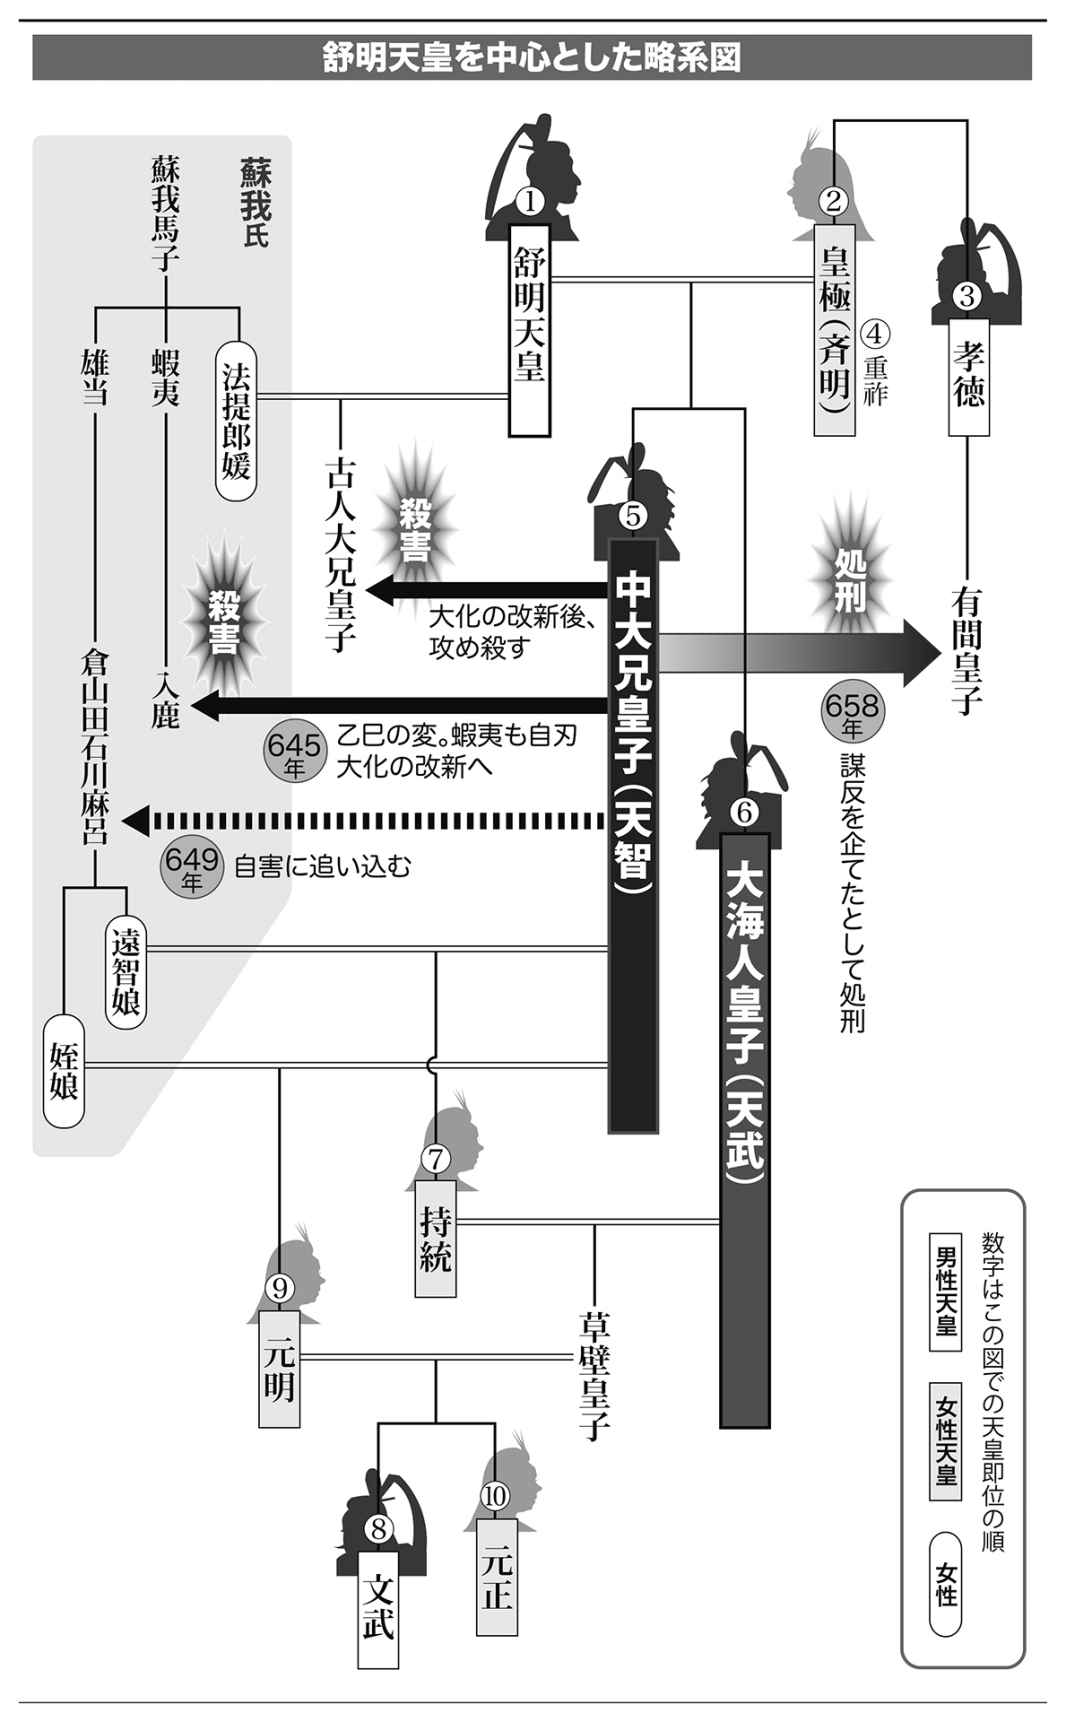 舒明天皇を中心とした略系図
①
舒明天皇
②
皇極(斉明)
④重祚
③
孝徳
有間皇子
蘇我氏
蘇我馬子
法提郎媛
蝦夷
雄当
入鹿
倉山田石川麻呂
遠智娘
姪娘
古人大兄皇子
⑤
中大兄皇子(天智)
⑥
大海人皇子(天武)
殺害
大化の改新後、
攻め殺す
殺害
645年
乙巳の変。蝦夷も自刃
大化の改新へ
649年
自害に追い込む
処刑
658年
謀反を企てたとして処刑
⑦
持統
⑨
元明
草壁皇子
⑧
文武
⑩
元正
数字はこの図での天皇即位の順
男性天皇
女性天皇
女性